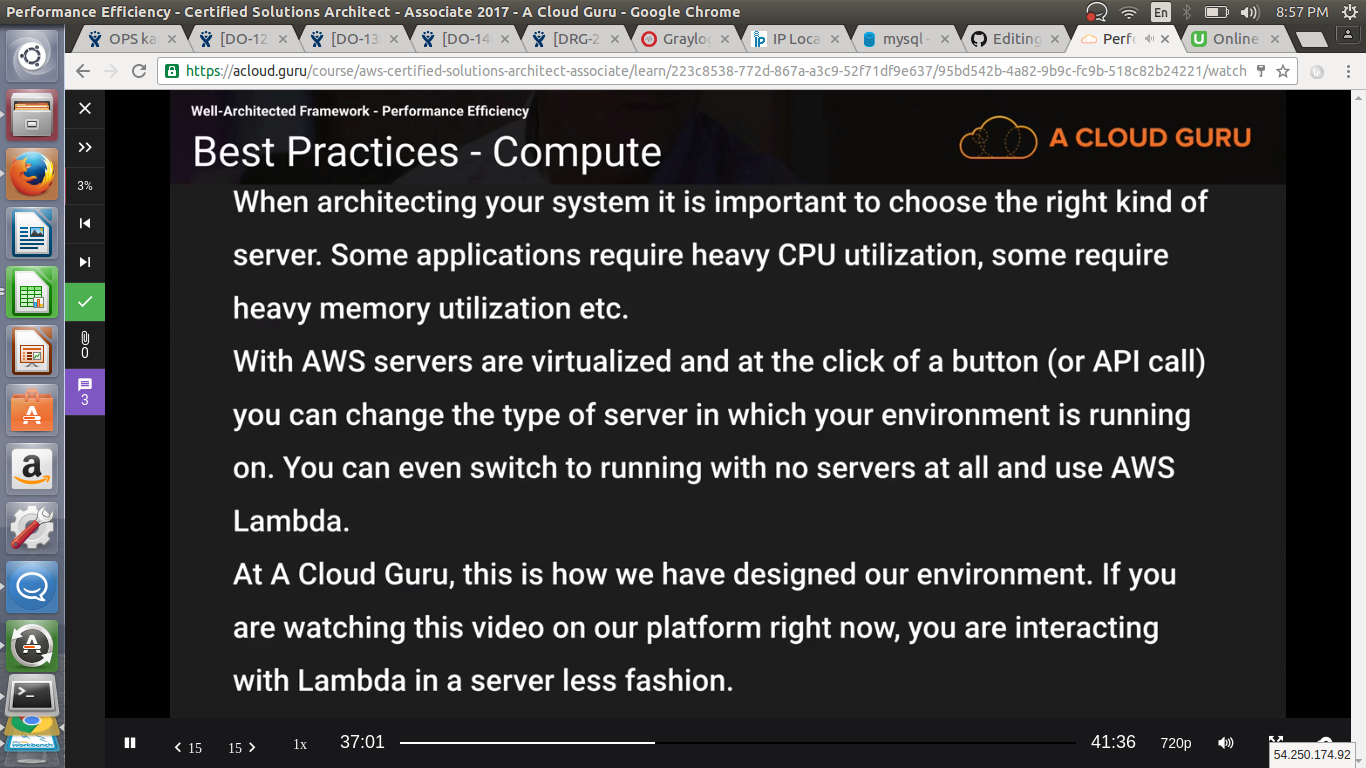 Performance Efficiency - Certified Solutions Architect - Associate 2017 - A Cloud Guru - Google Chrome
En
8:57 PM
OPS ka
[DO-12
[DO-13
[DO-14
[DRG-2
Graylo
IP Loca
mysql -
Editing
Perfo
Online
https://acloud.guru/course/aws-certified-solutions-architect-associate/learn/223c8538-772d-867a-a3c9-52f71df9e637/95bd542b-4a82-9b9c-fc9b-518c82b24221/watch
3%
0
3
Well-Architected Framework - Performance Efficiency
Best Practices - Compute
A CLOUD GURU
When architecting your system it is important to choose the right kind of
server. Some applications require heavy CPU utilization, some require
heavy memory utilization etc.
With AWS servers are virtualized and at the click of a button (or API call)
you can change the type of server in which your environment is running
on. You can even switch to running with no servers at all and use AWS
Lambda.
At A Cloud Guru, this is how we have designed our environment. If you
are watching this video on our platform right now, you are interacting
with Lambda in a server less fashion.
15
15
1x
37:01
41:36
720p
54.250.174.92